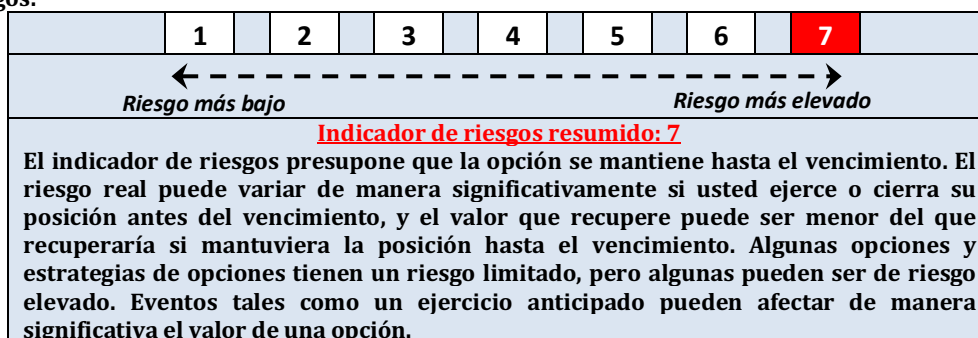 gos:
1 2 3 4 5 6 7
Riesgo más bajo Riesgo más elevado
Indicador de riesgos resumido: 7
El indicador de riesgos presupone que la opción se mantiene hasta el vencimiento. El
riesgo real puede variar de manera significativamente si usted ejerce o cierra su
posición antes del vencimiento, y el valor que recupere puede ser menor del que
recuperaría si mantuviera la posición hasta el vencimiento. Algunas opciones y
estrategias de opciones tienen un riesgo limitado, pero algunas pueden ser de riesgo
elevado. Eventos tales como un ejercicio anticipado pueden afectar de manera
significativa el valor de una opción.